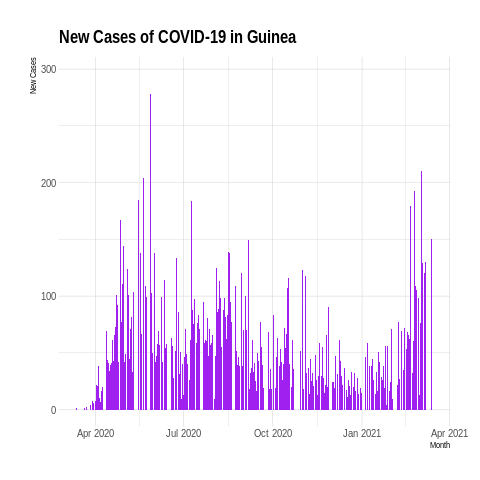 New Cases of COVID-19 in Guinea
New Cases
300
200
100
0
Apr 2020 Jul 2020 Oct 2020 Jan 2021 Apr 2021
Month